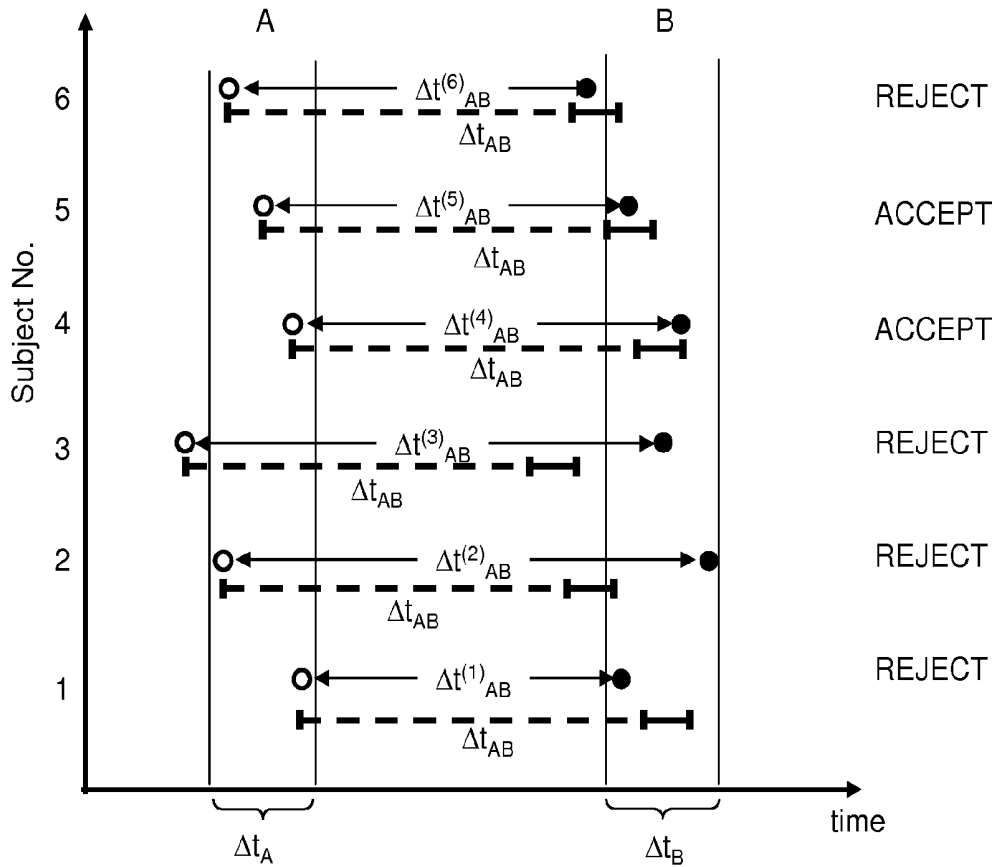 A B
6 Δt⁽⁶⁾AB REJECT
ΔtAB
5 Δt⁽⁵⁾AB ACCEPT
ΔtAB
4 Δt⁽⁴⁾AB ACCEPT
ΔtAB
3 Δt⁽³⁾AB REJECT
ΔtAB
2 Δt⁽²⁾AB REJECT
ΔtAB
1 Δt⁽¹⁾AB REJECT
ΔtAB
Subject No.
time
ΔtA ΔtB